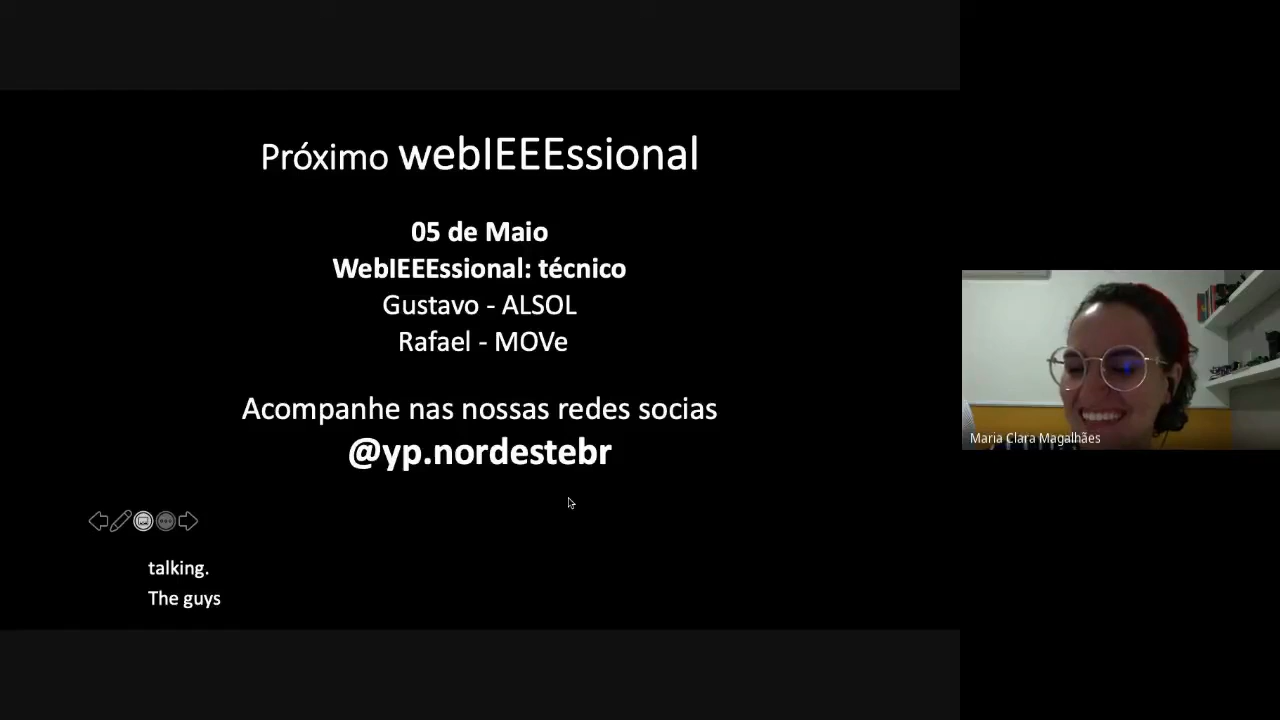 Próximo webIEEEssional
05 de Maio
WebIEEEssional: técnico
Gustavo - ALSOL
Rafael - MOVe
Acompanhe nas nossas redes socias
@yp.nordestebr
talking.
The guys
Maria Clara Magalhães